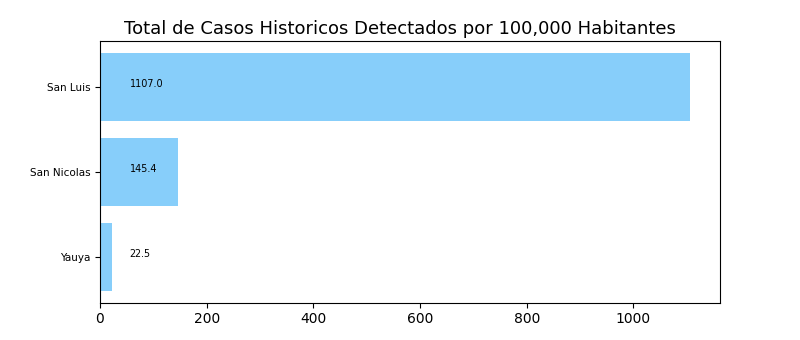 Total de Casos Historicos Detectados por 100,000 Habitantes
San Luis 1107.0
San Nicolas 145.4
Yauya 22.5
0 200 400 600 800 1000